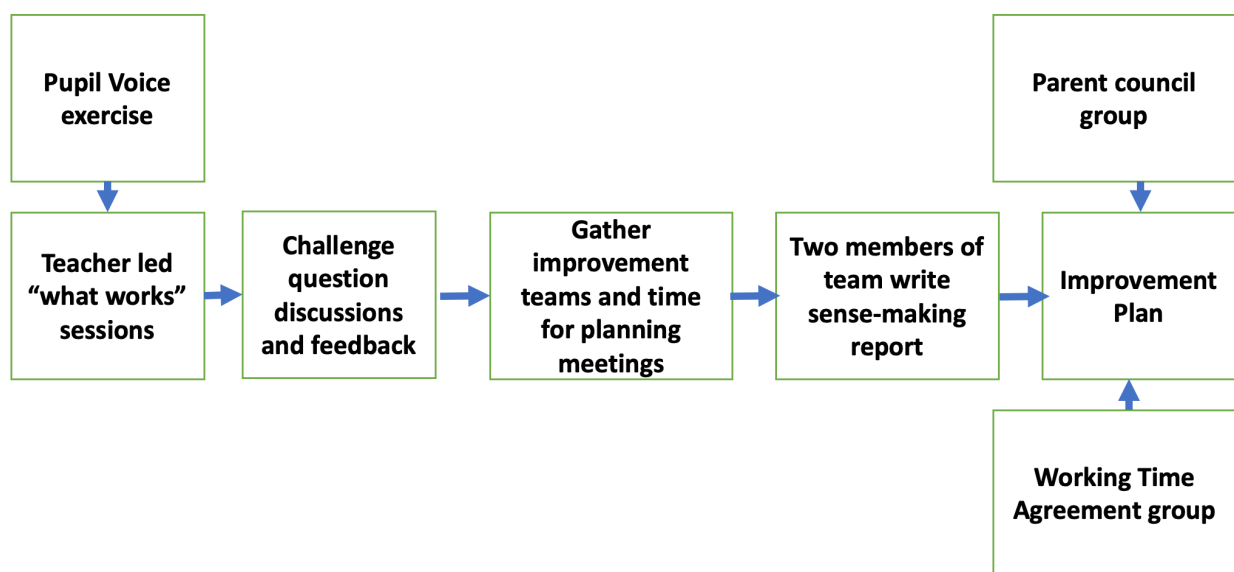 Pupil Voice
exercise
Parent council
group
Teacher led
“what works”
sessions
Challenge
question
discussions
and feedback
Gather
improvement
teams and time
for planning
meetings
Two members of
team write
sense-making
report
Improvement
Plan
Working Time
Agreement group